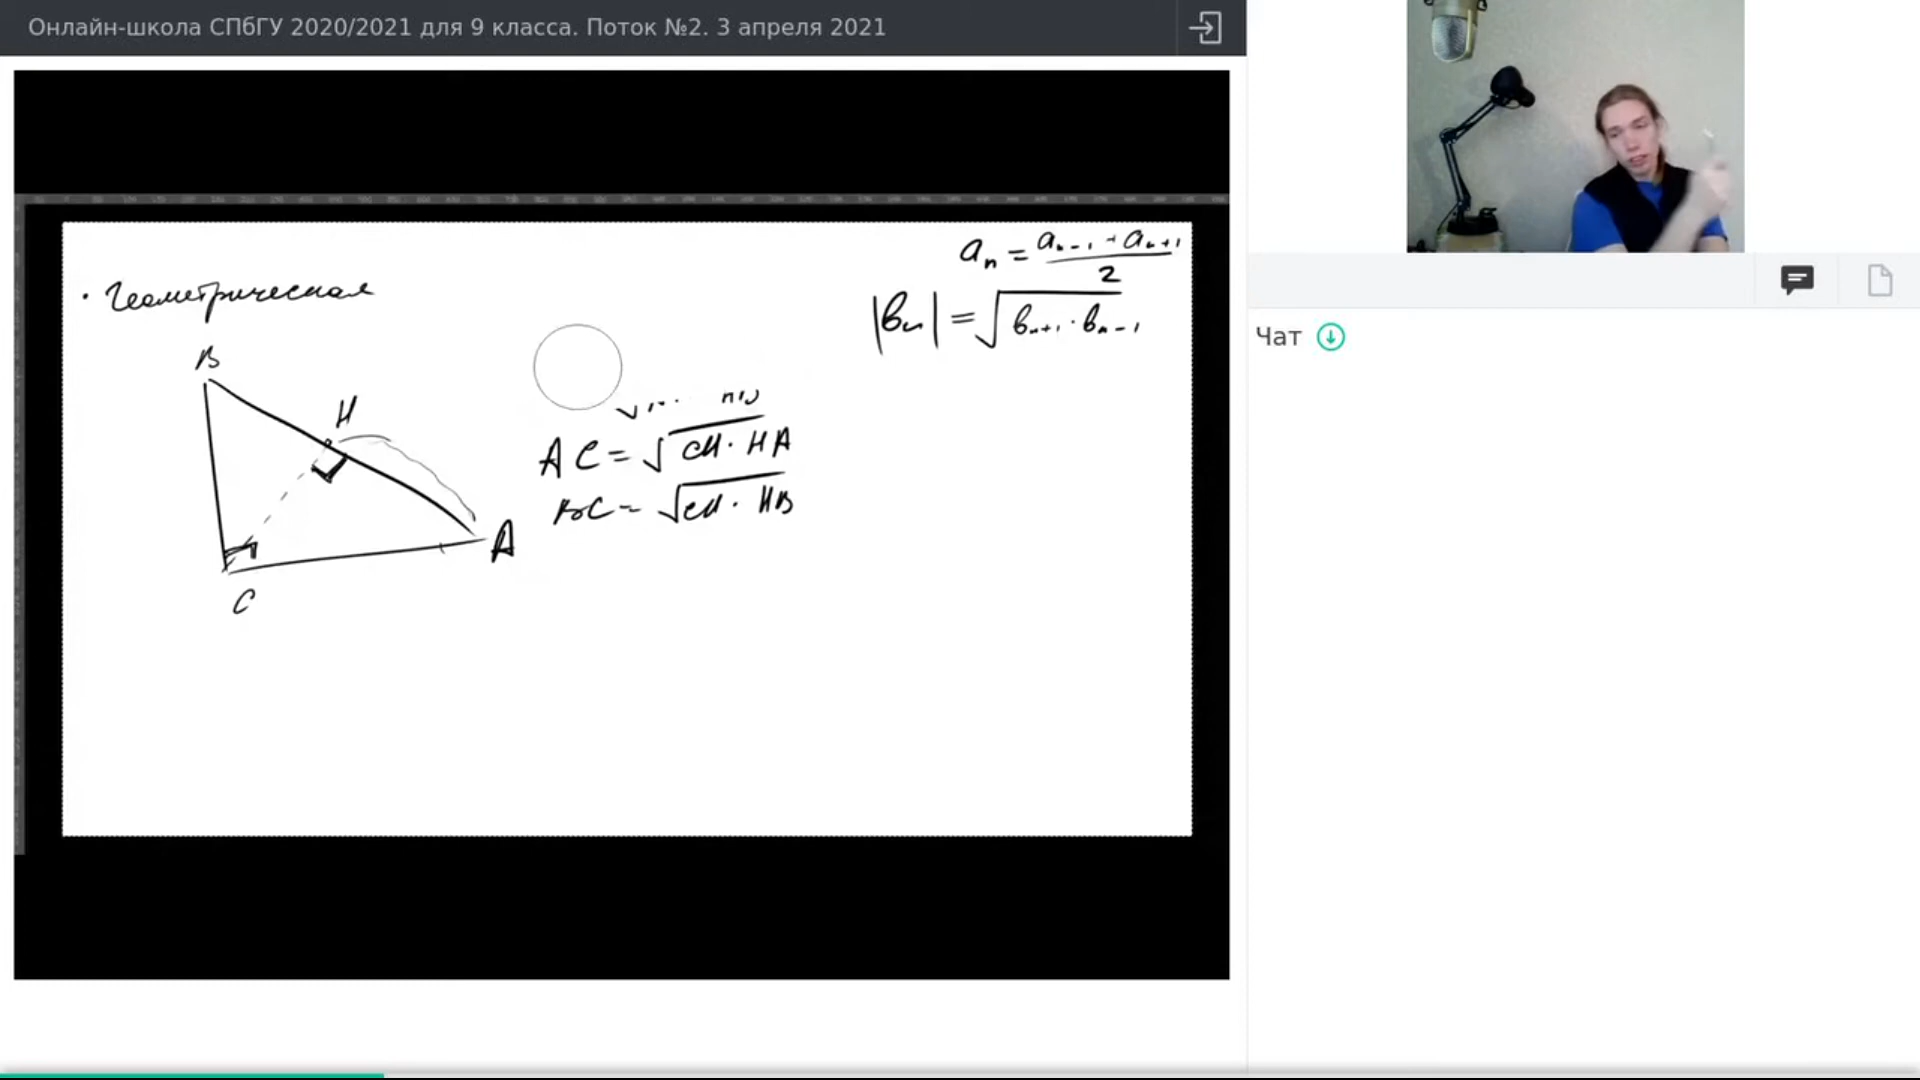 Онлайн-школа СПбГУ 2020/2021 для 9 класса. Поток №2. 3 апреля 2021
Чат
· Геометрическая
aₙ = (aₙ₋₁ + aₙ₊₁)/2
|bₙ| = √(bₙ₊₁ · bₙ₋₁)
B
H
A
C
AC = √(CH · HA)
BC = √(CH · HB)